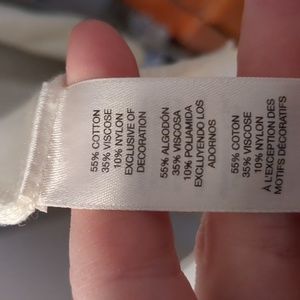 55% COTTON
35% VISCOSE
10% NYLON
EXCLUSIVE OF
DECORATION
55% ALGODÓN
35% VISCOSA
10% POLIAMIDA
EXCLUYENDO LOS
ADORNOS
55% COTON
35% VISCOSE
10% NYLON
À L'EXCEPTION DES
MOTIFS DÉCORATIFS